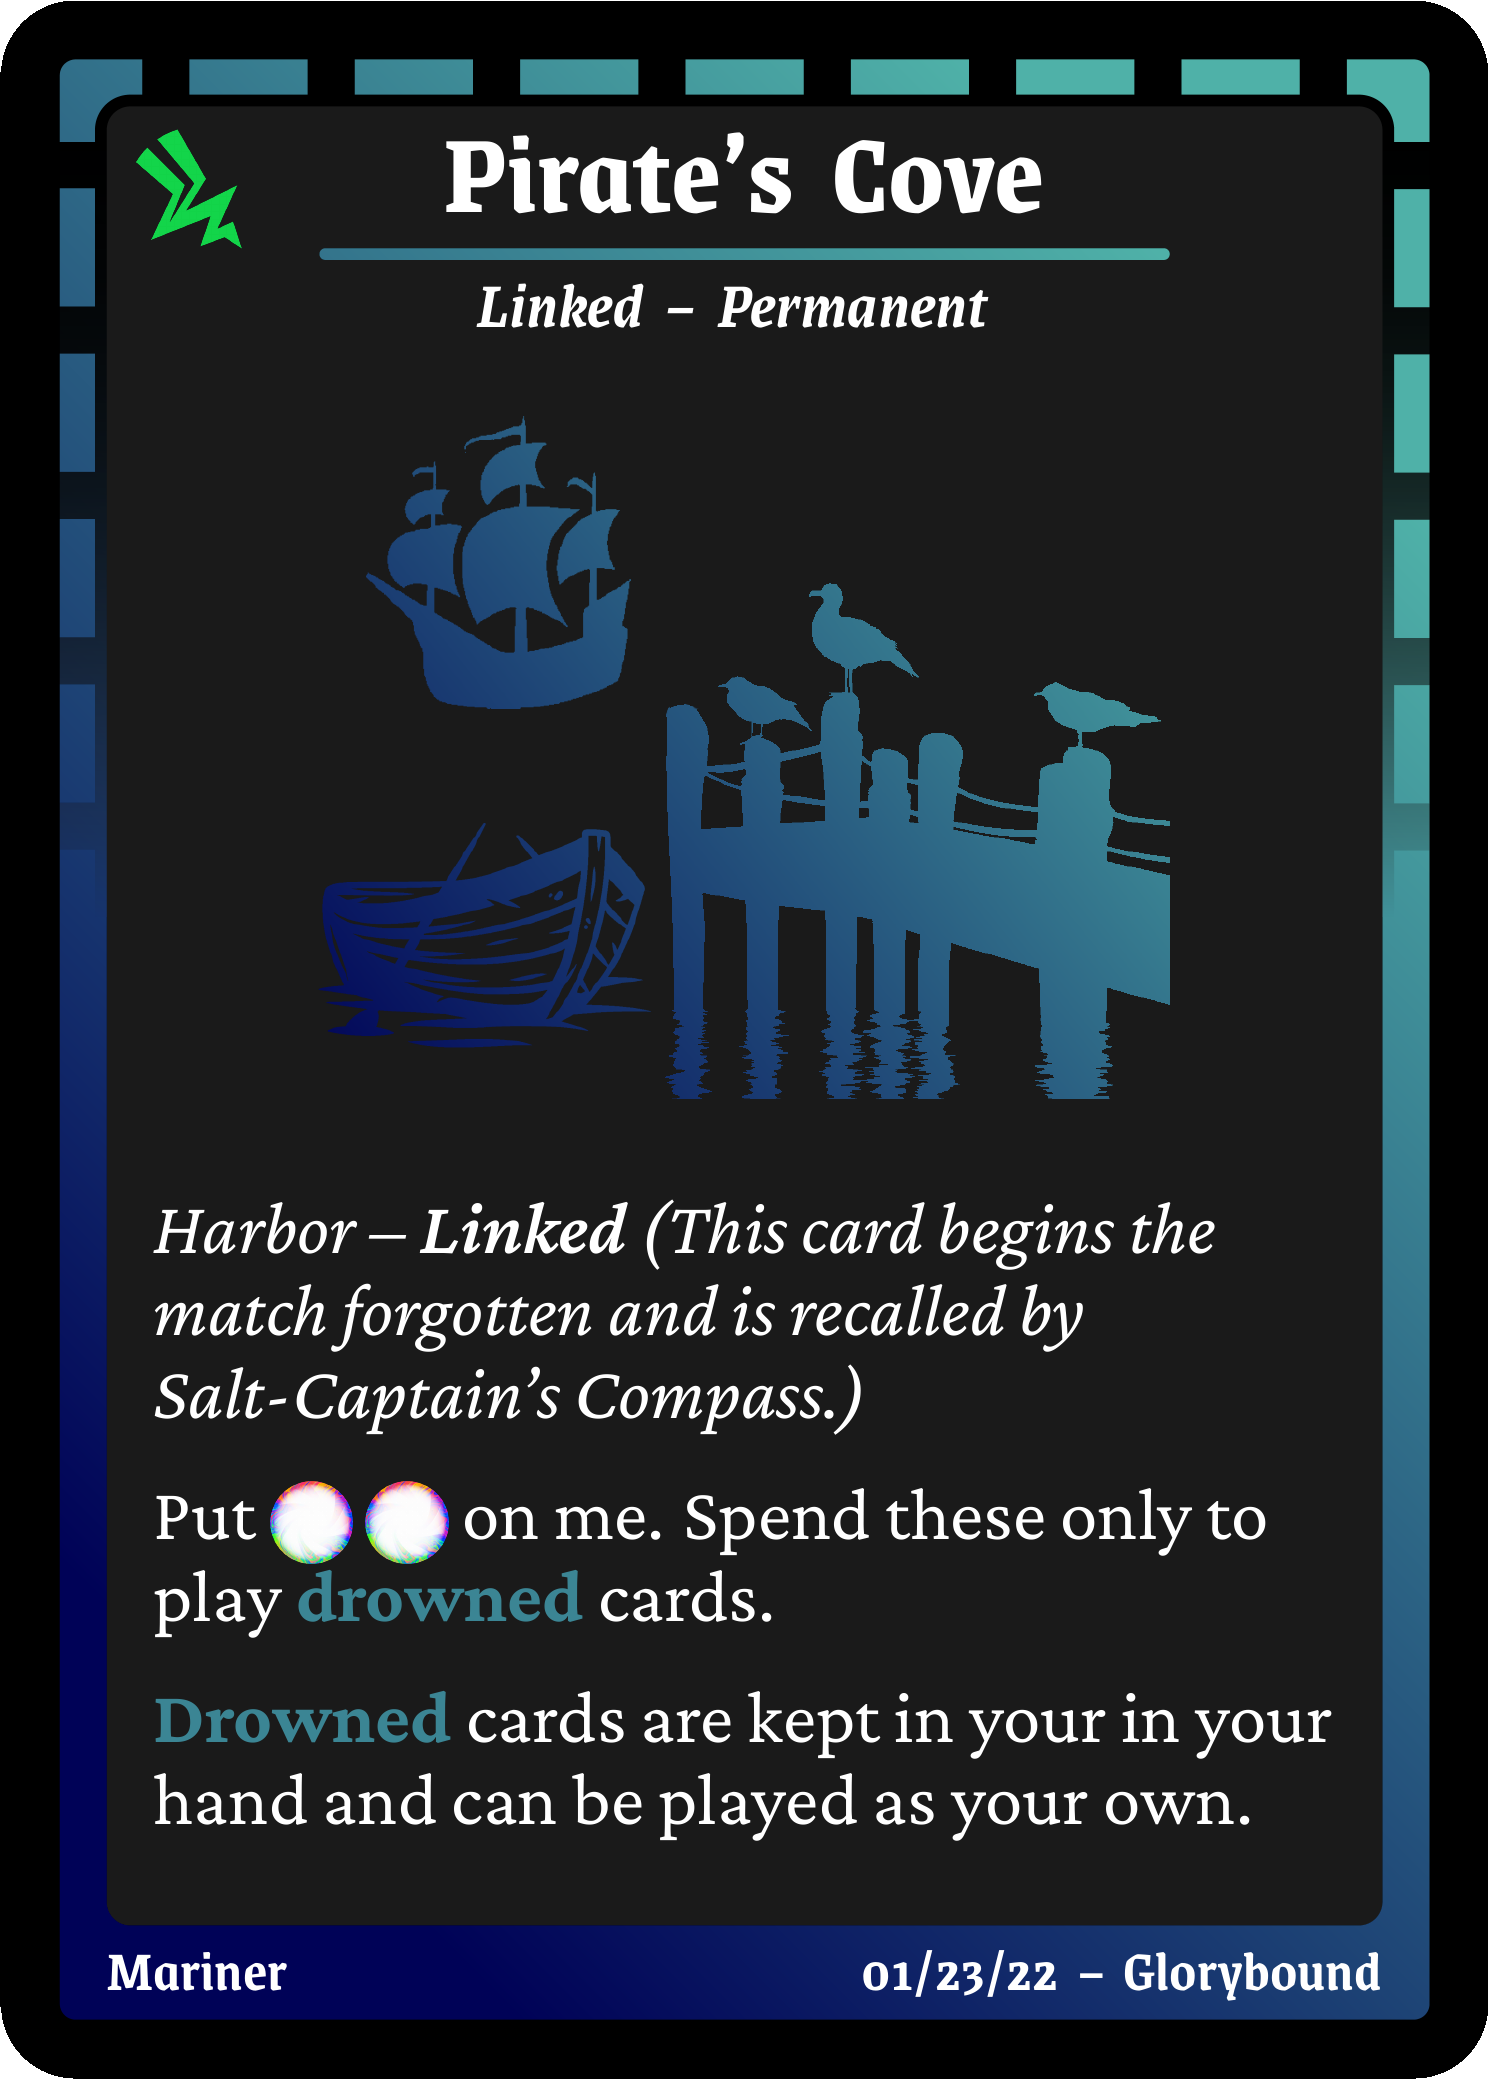 Pirate’s Cove
Linked – Permanent
Harbor – Linked (This card begins the
match forgotten and is recalled by
Salt-Captain’s Compass.)
Put on me. Spend these only to
play drowned cards.
Drowned cards are kept in your in your
hand and can be played as your own.
Mariner
01/23/22 – Glorybound